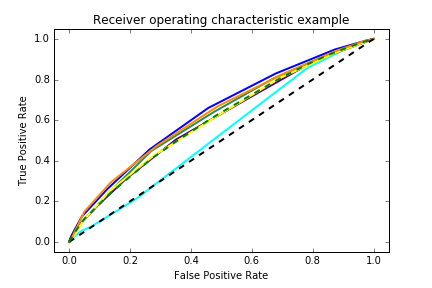 Receiver operating characteristic example
True Positive Rate
1.0
0.8
0.6
0.4
0.2
0.0
0.0 0.2 0.4 0.6 0.8 1.0
False Positive Rate